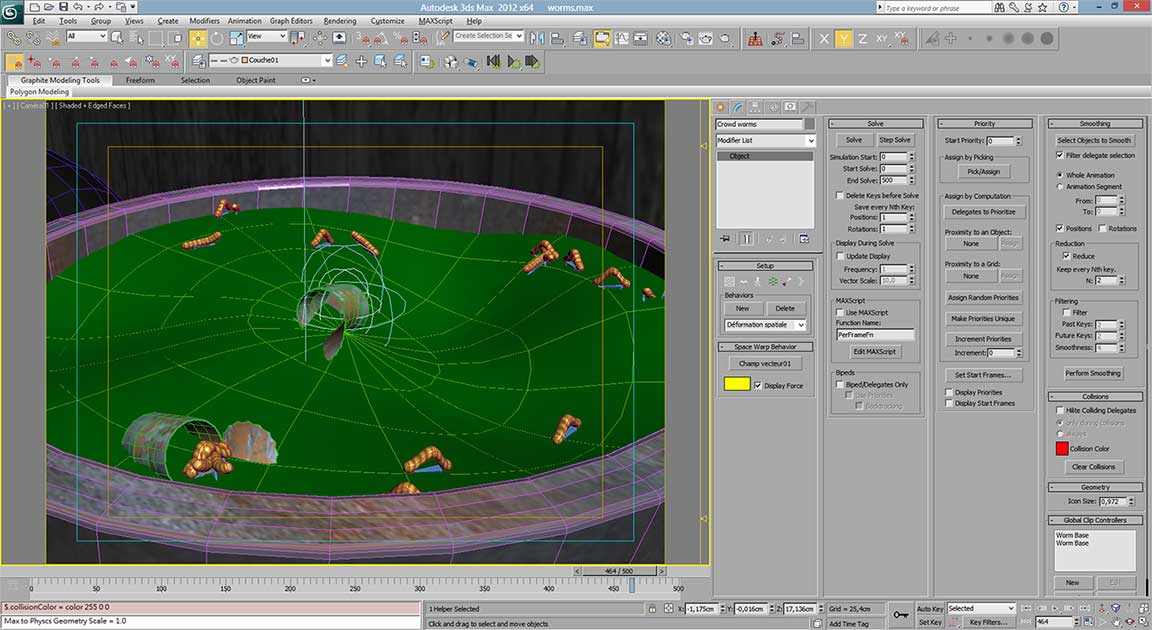 Autodesk 3ds Max 2012 x64 worms.max
Type a keyword or phrase
Edit Tools Group Views Create Modifiers Animation Graph Editors Rendering Customize MAXScript Help
All View Create Selection Se X Y Z XY XY
Couche01
Graphite Modeling Tools Freeform Selection Object Paint
Polygon Modeling
[ + ] [ Camera01 ] [ Shaded + Edged Faces ]
Crowd worms
Modifier List
Object
Setup
Behaviors
New Delete
Déformation spatiale
Space Warp Behavior
Champ vecteur01
Display Force
Solve
Solve Step Solve
Simulation Start: 0
Start Solve: 0
End Solve: 500
Delete Keys before Solve
Save every Nth Key:
Positions: 1
Rotations: 1
Display During Solve
Update Display
Frequency: 1
Vector Scale: 10,0
MAXScript
Use MAXScript
Function Name:
PerFrameFn
Edit MAXScript
Bipeds
Biped/Delegates Only
Use Priorities
Backtracking
Priority
Start Priority: 0
Assign by Picking
Pick/Assign
Assign by Computation
Delegates to Prioritize
Proximity to an Object:
None Assign
Proximity to a Grid:
None Assign
Assign Random Priorities
Make Priorities Unique
Increment Priorities
Increment: 0
Set Start Frames...
Display Priorities
Display Start Frames
Smoothing
Select Objects to Smooth
Filter delegate selection
Whole Animation
Animation Segment
From: 0
To: 0
Positions Rotations
Reduction
Reduce
Keep every Nth key.
N: 2
Filtering
Filter
Past Keys: 2
Future Keys: 2
Smoothness: 4
Perform Smoothing
Collisions
Hilite Colliding Delegates
only during collisions
always
Collision Color
Clear Collisions
Geometry
Icon Size: 0,972
Global Clip Controllers
Worm Base
Worm Base
New Edit
464 / 500
0 50 100 150 200 250 300 350 400 450 500
$.collisionColor = color 255 0 0
Max to Physcs Geometry Scale = 1.0
1 Helper Selected
X: -1,175cm Y: -0,016cm Z: 17,136cm Grid = 25,4cm
Auto Key Selected
Click and drag to select and move objects
Add Time Tag
Set Key Key Filters... 464